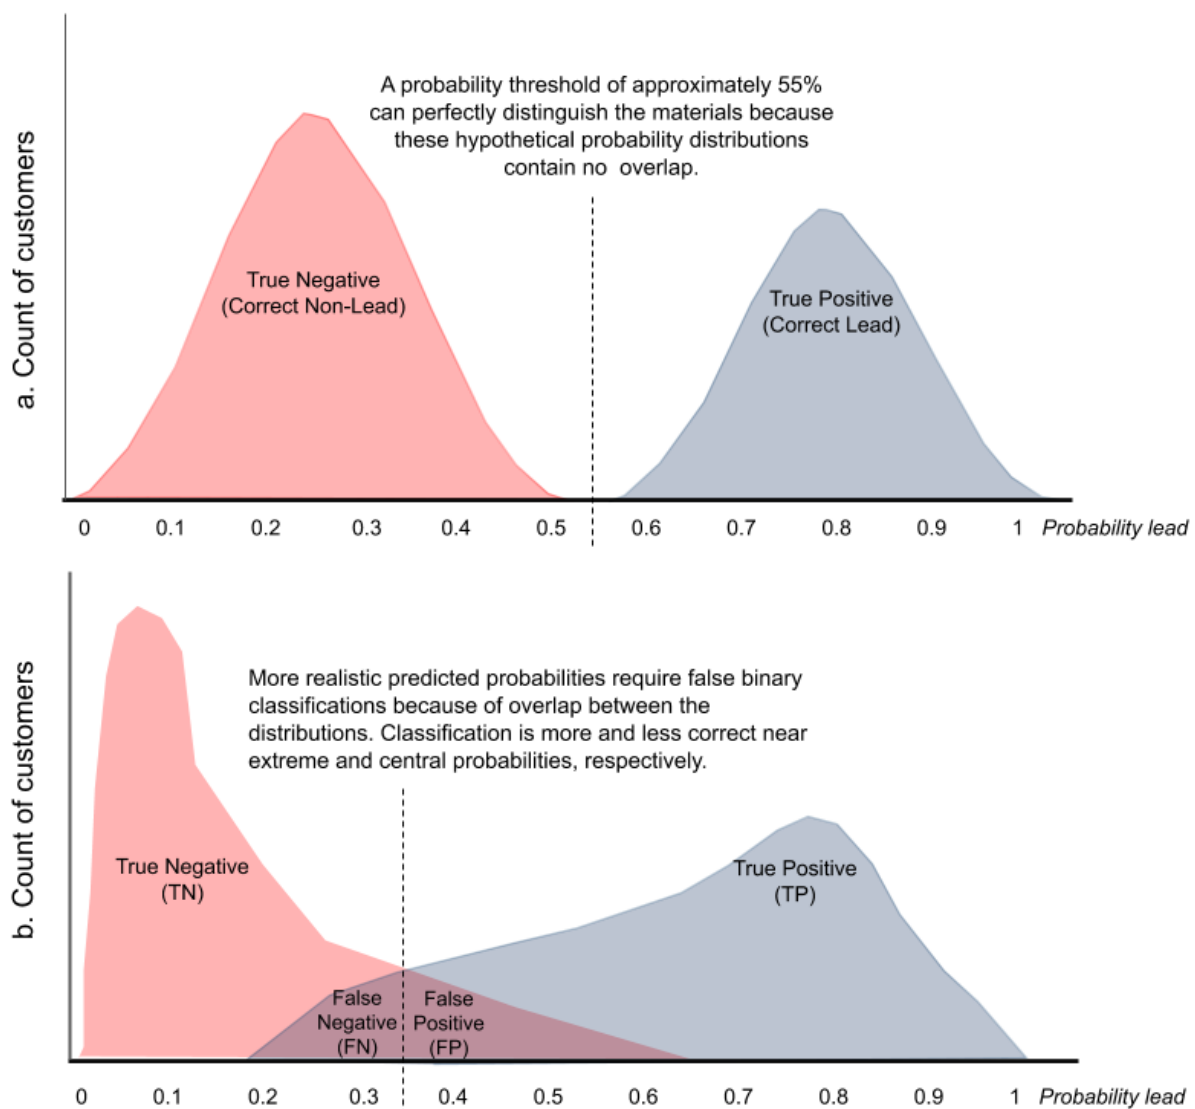 A probability threshold of approximately 55%
can perfectly distinguish the materials because
these hypothetical probability distributions
contain no overlap.
a. Count of customers
True Negative
(Correct Non-Lead)
True Positive
(Correct Lead)
0 0.1 0.2 0.3 0.4 0.5 0.6 0.7 0.8 0.9 1 Probability lead
More realistic predicted probabilities require false binary
classifications because of overlap between the
distributions. Classification is more and less correct near
extreme and central probabilities, respectively.
b. Count of customers
True Negative
(TN)
True Positive
(TP)
False
Negative
(FN)
False
Positive
(FP)
0 0.1 0.2 0.3 0.4 0.5 0.6 0.7 0.8 0.9 1 Probability lead